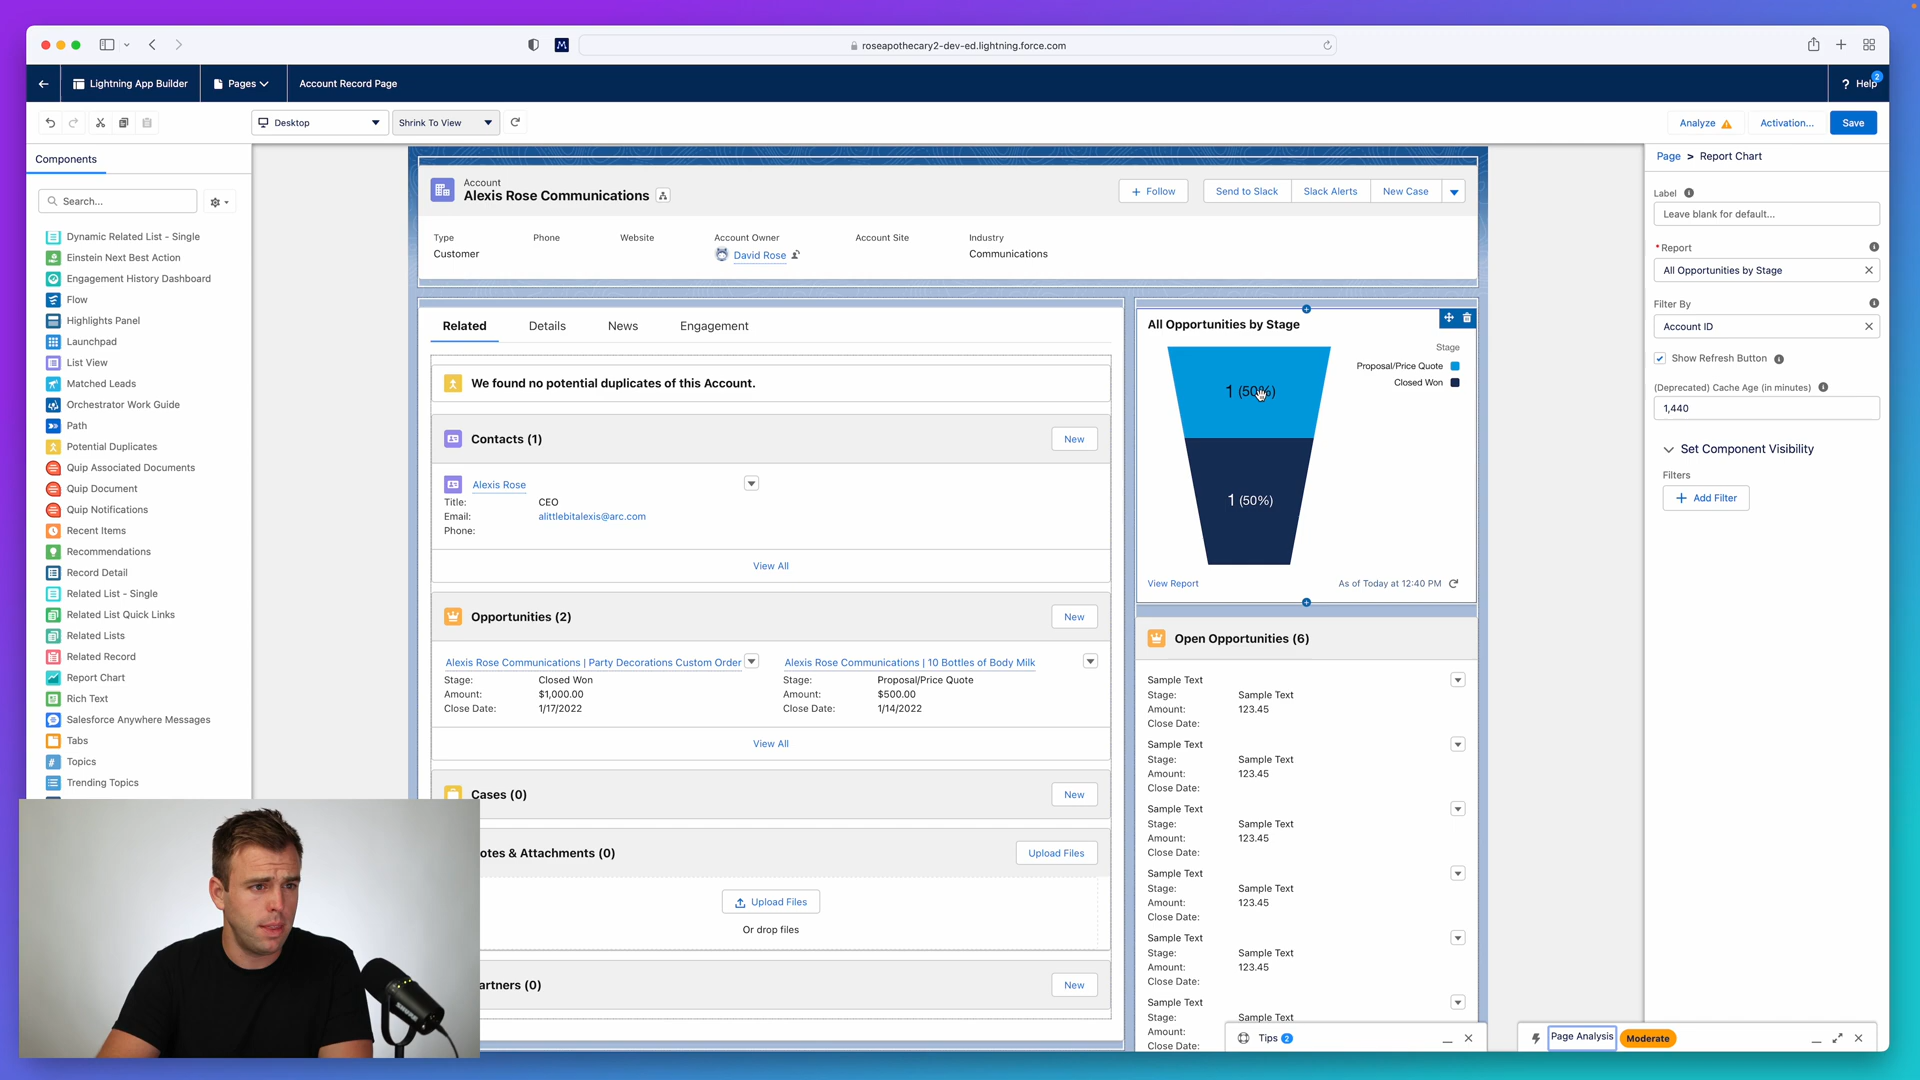 roseapothecary2-dev-ed.lightning.force.com
Lightning App Builder
Pages
Account Record Page
? Help
2
Desktop
Shrink To View
Analyze
Activation...
Save
Components
Search...
Dynamic Related List - Single
Einstein Next Best Action
Engagement History Dashboard
Flow
Highlights Panel
Launchpad
List View
Matched Leads
Orchestrator Work Guide
Path
Potential Duplicates
Quip Associated Documents
Quip Document
Quip Notifications
Recent Items
Recommendations
Record Detail
Related List - Single
Related List Quick Links
Related Lists
Related Record
Report Chart
Rich Text
Salesforce Anywhere Messages
Tabs
Topics
Trending Topics
Account
Alexis Rose Communications
+ Follow
Send to Slack
Slack Alerts
New Case
Type
Customer
Phone
Website
Account Owner
David Rose
Account Site
Industry
Communications
Related
Details
News
Engagement
We found no potential duplicates of this Account.
Contacts (1)
New
Alexis Rose
Title: CEO
Email: alittlebitalexis@arc.com
Phone:
View All
Opportunities (2)
New
Alexis Rose Communications | Party Decorations Custom Order
Stage: Closed Won
Amount: $1,000.00
Close Date: 1/17/2022
Alexis Rose Communications | 10 Bottles of Body Milk
Stage: Proposal/Price Quote
Amount: $500.00
Close Date: 1/14/2022
View All
Cases (0)
New
otes & Attachments (0)
Upload Files
Upload Files
Or drop files
artners (0)
New
All Opportunities by Stage
Stage
Proposal/Price Quote
Closed Won
1 (50%)
1 (50%)
View Report
As of Today at 12:40 PM
Open Opportunities (6)
Sample Text
Stage: Sample Text
Amount: 123.45
Close Date:
Sample Text
Stage: Sample Text
Amount: 123.45
Close Date:
Sample Text
Stage: Sample Text
Amount: 123.45
Close Date:
Sample Text
Stage: Sample Text
Amount: 123.45
Close Date:
Sample Text
Stage: Sample Text
Amount: 123.45
Close Date:
Sample Text
Stage: Sample Text
Amount:
Close Date:
Tips 2
Page > Report Chart
Label
Leave blank for default...
*Report
All Opportunities by Stage
Filter By
Account ID
Show Refresh Button
(Deprecated) Cache Age (in minutes)
1,440
Set Component Visibility
Filters
+ Add Filter
Page Analysis
Moderate